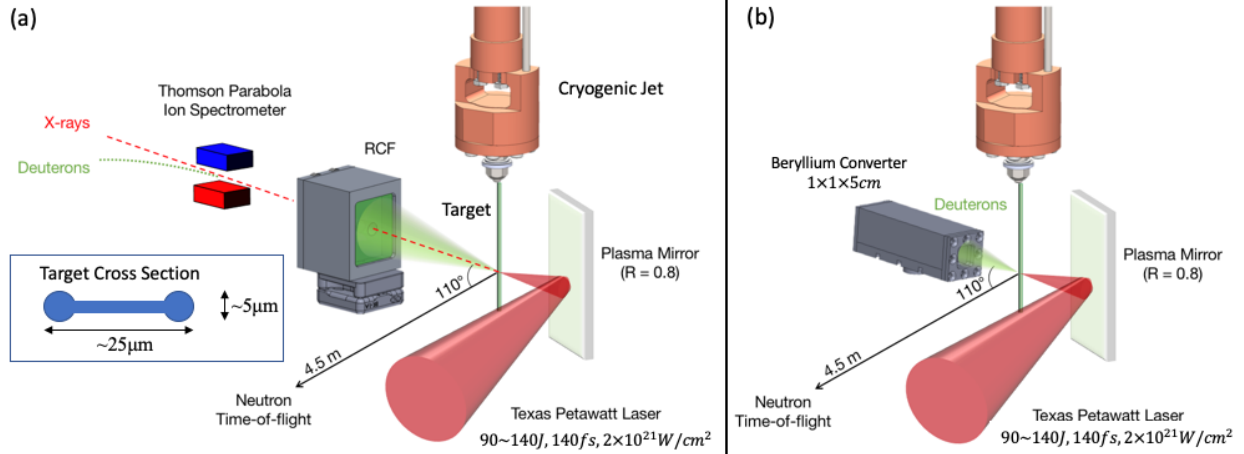 (a)
Thomson Parabola
Ion Spectrometer
X-rays
Deuterons
RCF
Cryogenic Jet
Target
Plasma Mirror
(R = 0.8)
110°
4.5 m
Neutron
Time-of-flight
Target Cross Section
~5μm
~25μm
Texas Petawatt Laser
90~140J, 140fs, 2×10²¹W/cm²
(b)
Cryogenic Jet
Beryllium Converter
1×1×5cm
Deuterons
Target
Plasma Mirror
(R = 0.8)
110°
4.5 m
Neutron
Time-of-flight
Texas Petawatt Laser
90~140J, 140fs, 2×10²¹W/cm²